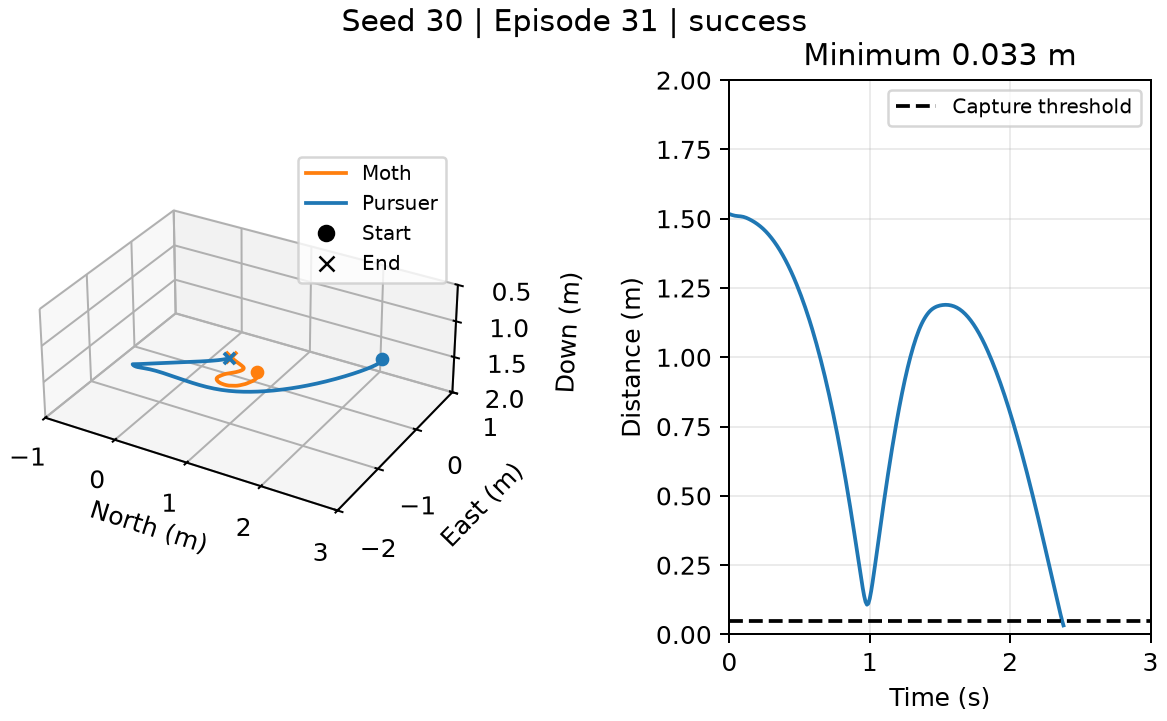 Seed 30 | Episode 31 | success
Moth
Pursuer
Start
End
0.5
1.0
1.5
2.0
Down (m)
1
0
−1
−2
East (m)
−1
0
1
2
3
North (m)
Minimum 0.033 m
Capture threshold
2.00
1.75
1.50
1.25
1.00
0.75
0.50
0.25
0.00
Distance (m)
0
1
2
3
Time (s)